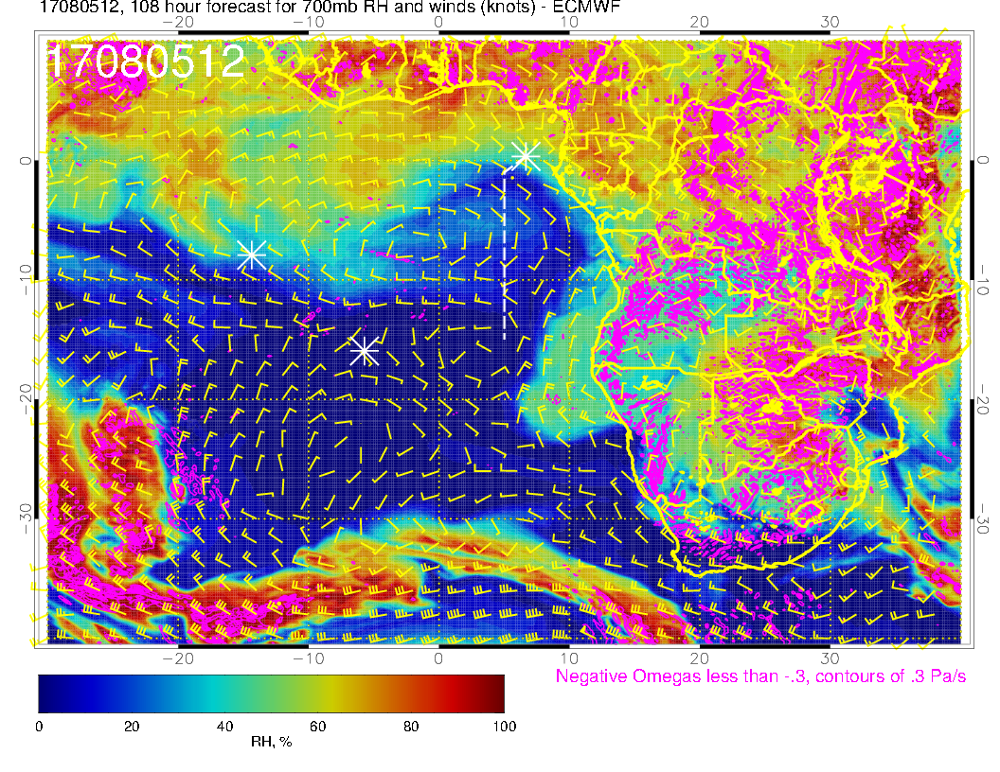 17080512, 108 hour forecast for 700mb RH and winds (knots) - ECMWF
−20 −10 0 10 20 30
17080512
0 0
−10 −10
−20 −20
−30 −30
−20 −10 0 10 20 30
Negative Omegas less than -.3, contours of .3 Pa/s
0 20 40 60 80 100
RH, %